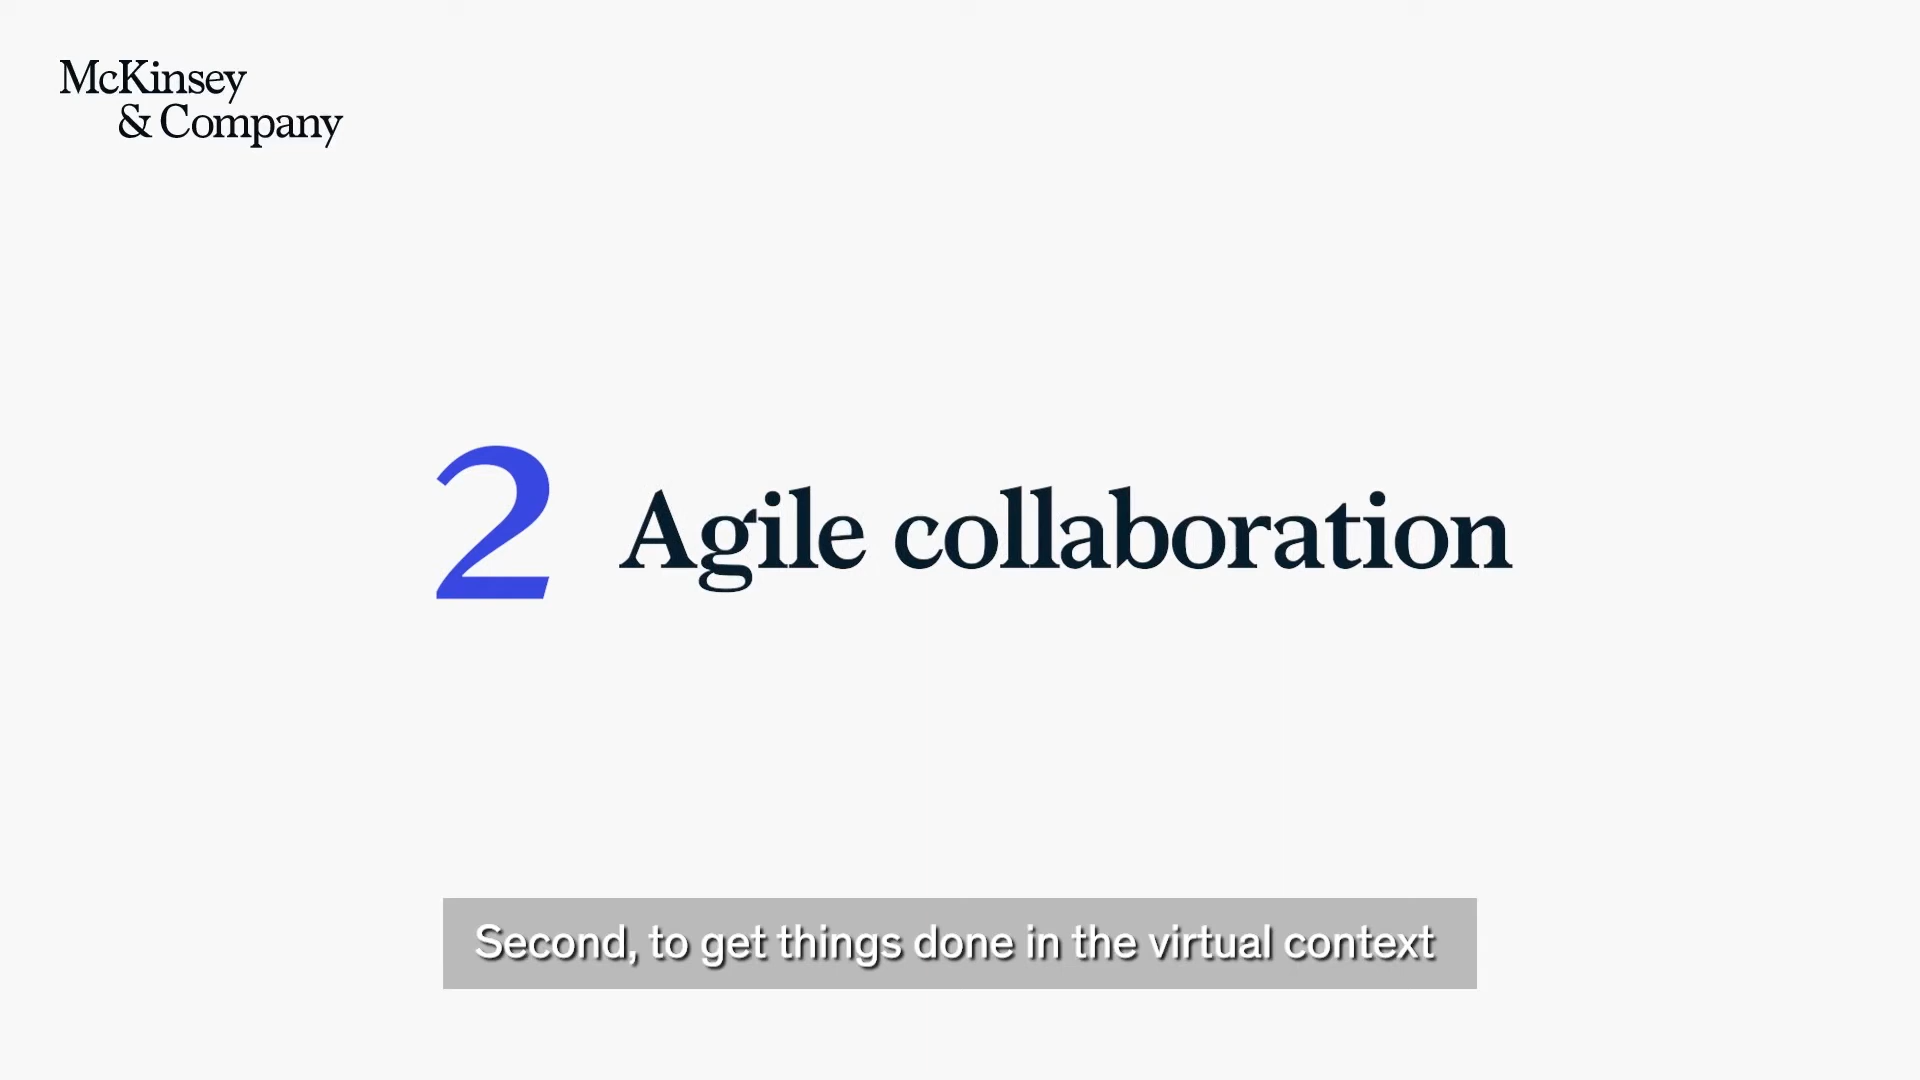 McKinsey
& Company
2 Agile collaboration
Second, to get things done in the virtual context